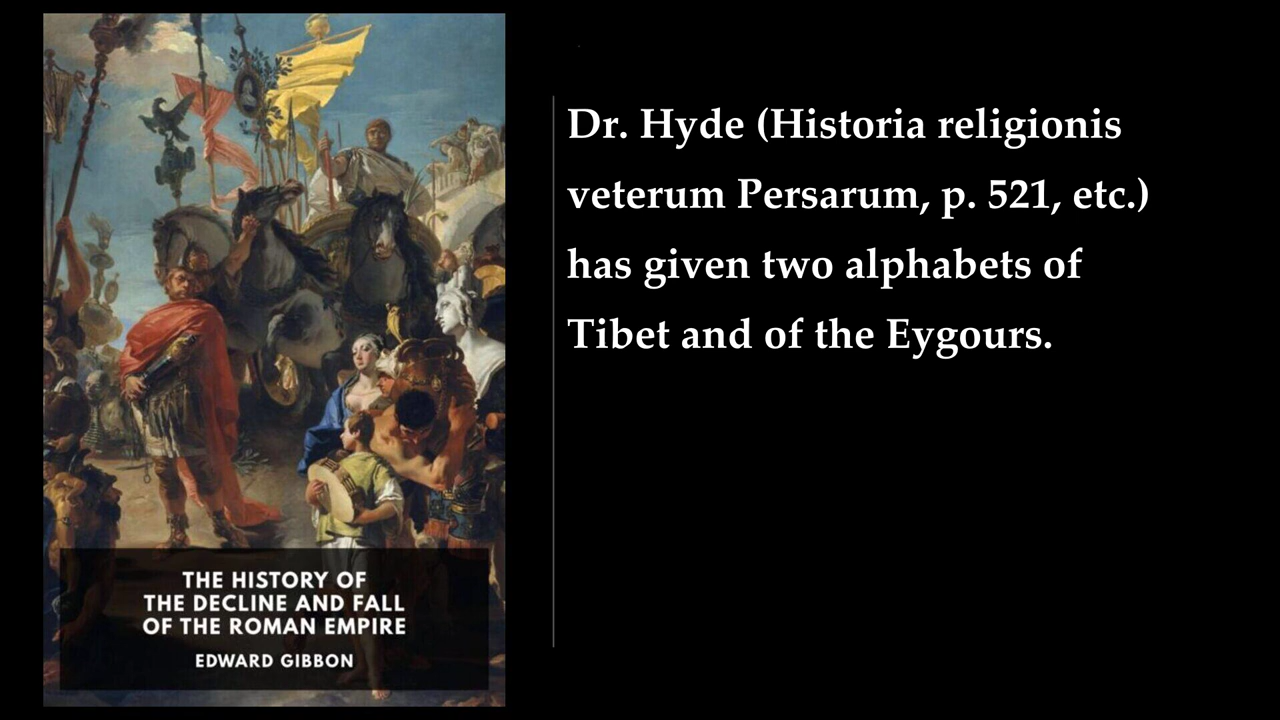 Dr. Hyde (Historia religionis
veterum Persarum, p. 521, etc.)
has given two alphabets of
Tibet and of the Eygours.
THE HISTORY OF
THE DECLINE AND FALL
OF THE ROMAN EMPIRE
EDWARD GIBBON